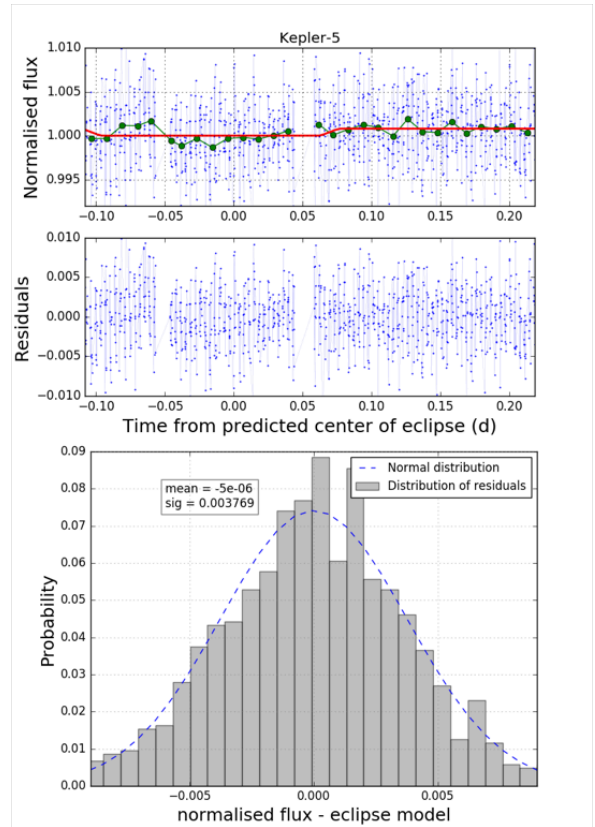 Kepler-5
Normalised flux
1.010
1.005
1.000
0.995
−0.10 −0.05 0.00 0.05 0.10 0.15 0.20
Residuals
0.010
0.005
0.000
−0.005
−0.010
−0.10 −0.05 0.00 0.05 0.10 0.15 0.20
Time from predicted center of eclipse (d)
Probability
0.09
0.08
0.07
0.06
0.05
0.04
0.03
0.02
0.01
0.00
mean = -5e-06
sig = 0.003769
Normal distribution
Distribution of residuals
−0.005 0.000 0.005
normalised flux - eclipse model